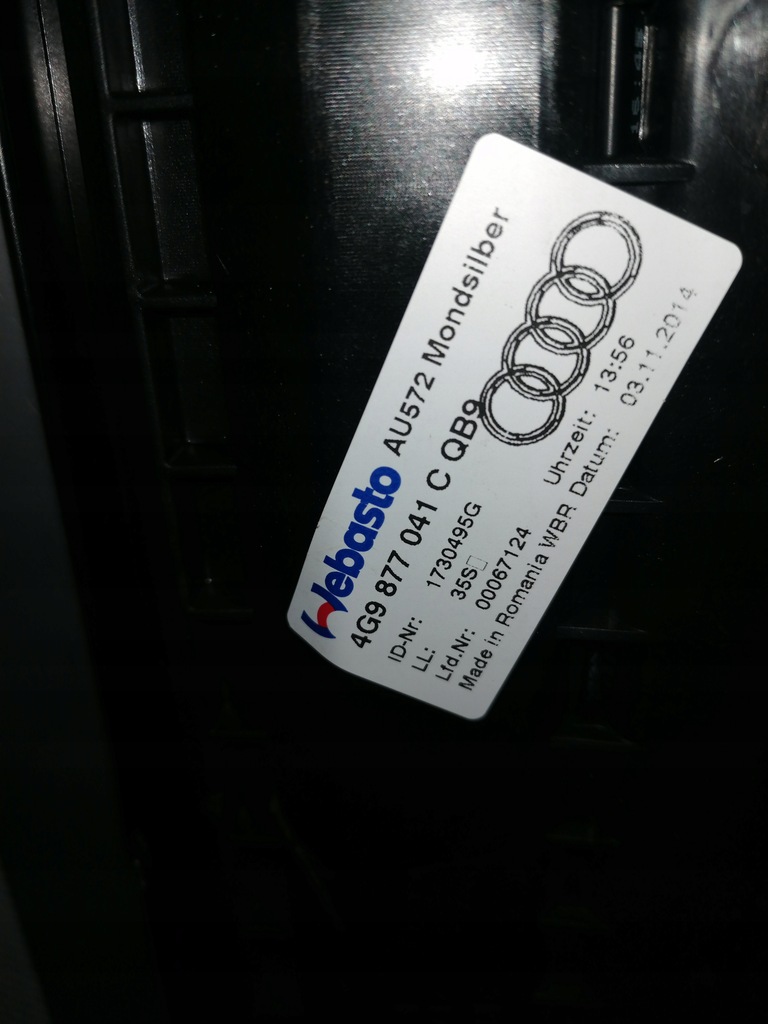 Webasto AU572 Mondsilber
4G9 877 041 C QB9
ID-Nr: 1730495G
LL: 35S□
Lfd.Nr: 00067124 Uhrzeit: 13:56
Made in Romania WBR Datum: 03.11.2014